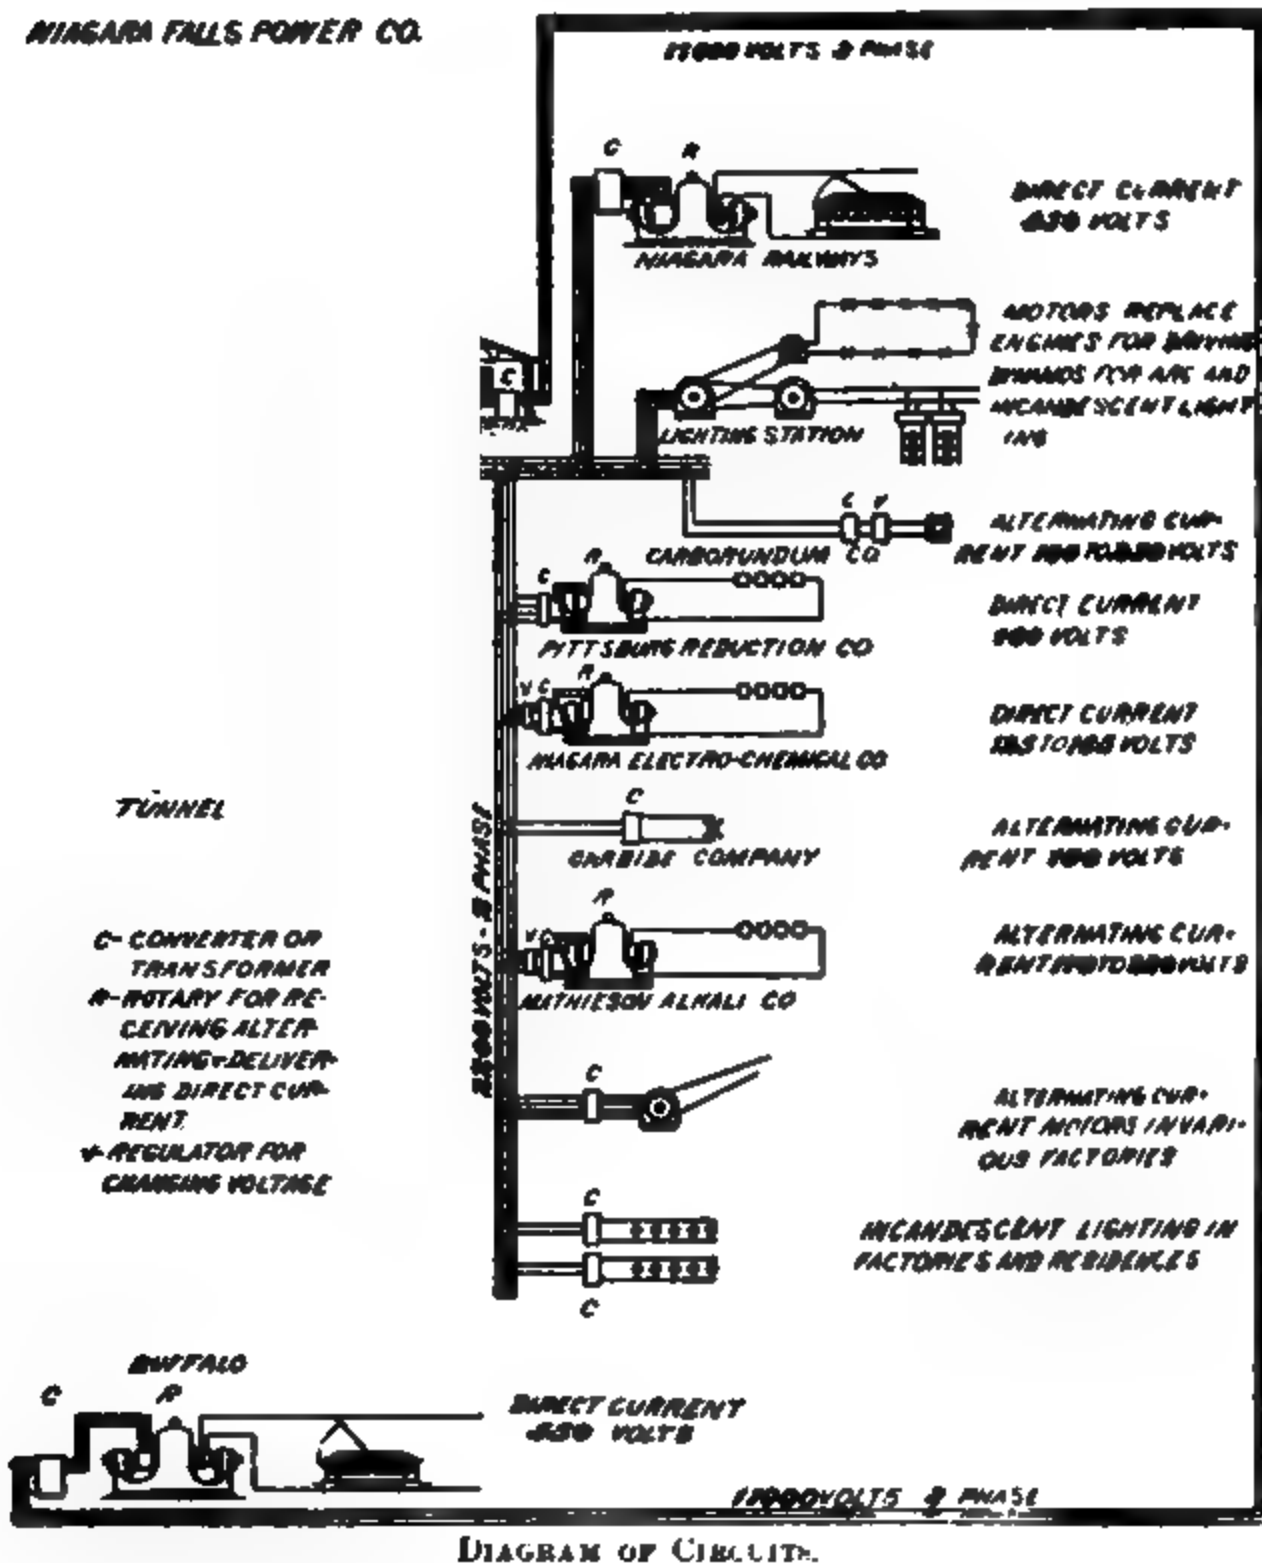 NIAGARA FALLS POWER CO.
VOLTS PHASE
C R
DIRECT CURRENT
VOLTS
NIAGARA RAILWAYS
MOTORS REPLACE
ENGINES FOR DRIVING
DYNAMOS FOR ARC AND
INCANDESCENT LIGHT
ING
C
LIGHTING STATION
C V
ALTERNATING CUR-
RENT VOLTS
CARBORUNDUM CO
R
C
DIRECT CURRENT
VOLTS
PITTSBURG REDUCTION CO
R
V C
DIRECT CURRENT
VOLTS
NIAGARA ELECTRO-CHEMICAL CO
TUNNEL
C
ALTERNATING CUR-
RENT VOLTS
CARBIDE COMPANY
VOLTS - PHASE
R
V C
ALTERNATING CUR-
VOLTS
MATHIESON ALKALI CO
C-CONVERTER OR
TRANSFORMER
R-ROTARY FOR RE-
CEIVING ALTER-
NATING & DELIVER-
ING DIRECT CUR-
RENT.
V-REGULATOR FOR
CHANGING VOLTAGE
C
ALTERNATING CUR-
RENT MOTORS IN VARI-
OUS FACTORIES
C
INCANDESCENT LIGHTING IN
FACTORIES AND RESIDENCES
C
BUFFALO
C R
DIRECT CURRENT
VOLTS
VOLTS PHASE
DIAGRAM OF CIRCUITS.